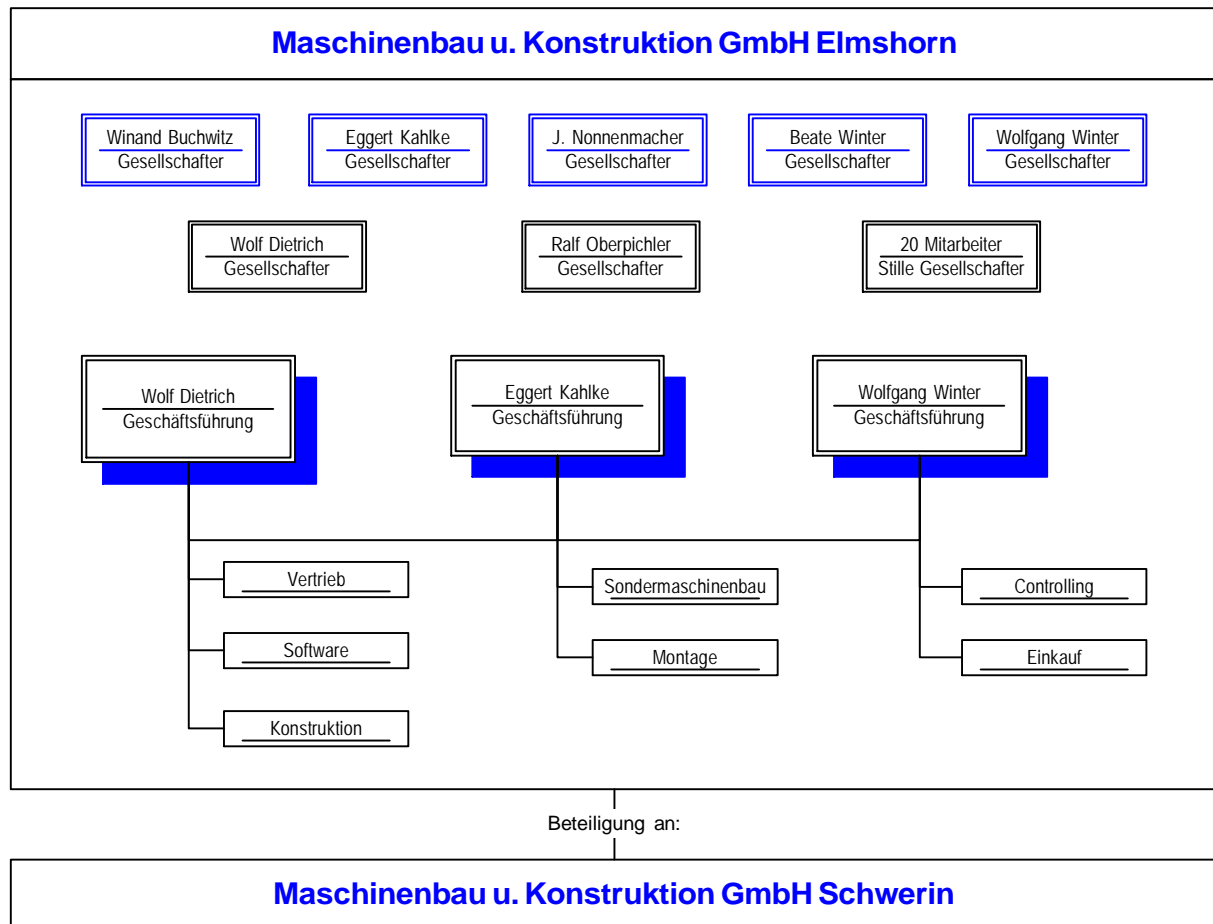 Maschinenbau u. Konstruktion GmbH Elmshorn
Winand Buchwitz
Gesellschafter
Eggert Kahlke
Gesellschafter
J. Nonnenmacher
Gesellschafter
Beate Winter
Gesellschafter
Wolfgang Winter
Gesellschafter
Wolf Dietrich
Gesellschafter
Ralf Oberpichler
Gesellschafter
20 Mitarbeiter
Stille Gesellschafter
Wolf Dietrich
Geschäftsführung
Eggert Kahlke
Geschäftsführung
Wolfgang Winter
Geschäftsführung
Vertrieb
Software
Konstruktion
Sondermaschinenbau
Montage
Controlling
Einkauf
Beteiligung an:
Maschinenbau u. Konstruktion GmbH Schwerin